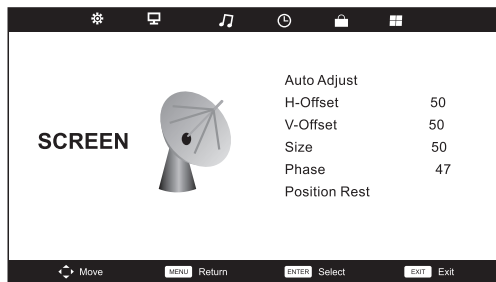 SCREEN
Auto Adjust
H-Offset 50
V-Offset 50
Size 50
Phase 47
Position Rest
Move MENU Return ENTER Select EXIT Exit